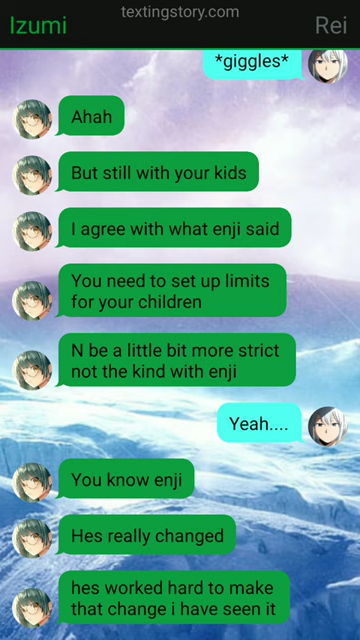 textingstory.com
Izumi
Rei
*giggles*
Ahah
But still with your kids
I agree with what enji said
You need to set up limits
for your children
N be a little bit more strict
not the kind with enji
Yeah....
You know enji
Hes really changed
hes worked hard to make
that change i have seen it